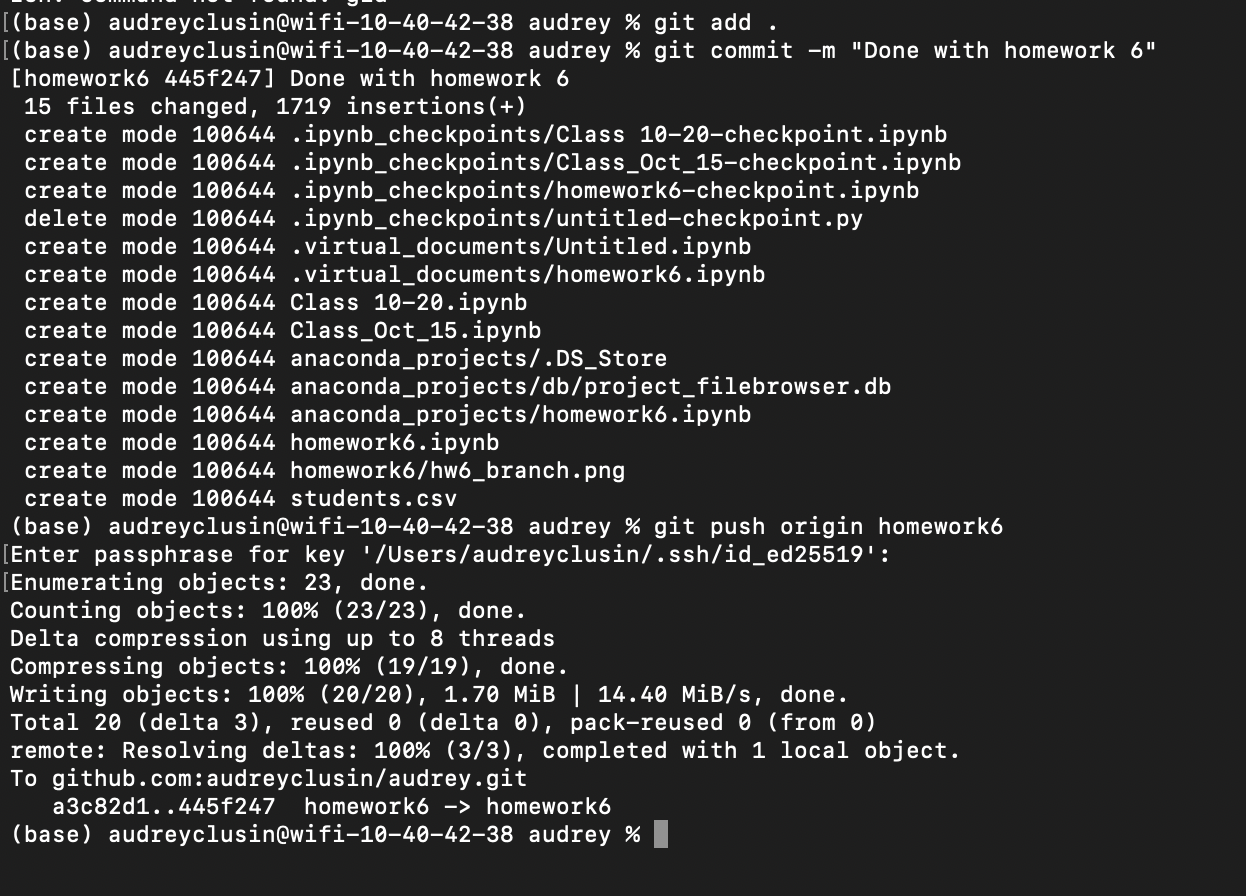 [(base) audreyclusin@wifi-10-40-42-38 audrey % git add .
[(base) audreyclusin@wifi-10-40-42-38 audrey % git commit -m "Done with homework 6"
[homework6 445f247] Done with homework 6
 15 files changed, 1719 insertions(+)
 create mode 100644 .ipynb_checkpoints/Class 10-20-checkpoint.ipynb
 create mode 100644 .ipynb_checkpoints/Class_Oct_15-checkpoint.ipynb
 create mode 100644 .ipynb_checkpoints/homework6-checkpoint.ipynb
 delete mode 100644 .ipynb_checkpoints/untitled-checkpoint.py
 create mode 100644 .virtual_documents/Untitled.ipynb
 create mode 100644 .virtual_documents/homework6.ipynb
 create mode 100644 Class 10-20.ipynb
 create mode 100644 Class_Oct_15.ipynb
 create mode 100644 anaconda_projects/.DS_Store
 create mode 100644 anaconda_projects/db/project_filebrowser.db
 create mode 100644 anaconda_projects/homework6.ipynb
 create mode 100644 homework6.ipynb
 create mode 100644 homework6/hw6_branch.png
 create mode 100644 students.csv
(base) audreyclusin@wifi-10-40-42-38 audrey % git push origin homework6
[Enter passphrase for key '/Users/audreyclusin/.ssh/id_ed25519':
[Enumerating objects: 23, done.
Counting objects: 100% (23/23), done.
Delta compression using up to 8 threads
Compressing objects: 100% (19/19), done.
Writing objects: 100% (20/20), 1.70 MiB | 14.40 MiB/s, done.
Total 20 (delta 3), reused 0 (delta 0), pack-reused 0 (from 0)
remote: Resolving deltas: 100% (3/3), completed with 1 local object.
To github.com:audreyclusin/audrey.git
   a3c82d1..445f247  homework6 -> homework6
(base) audreyclusin@wifi-10-40-42-38 audrey %